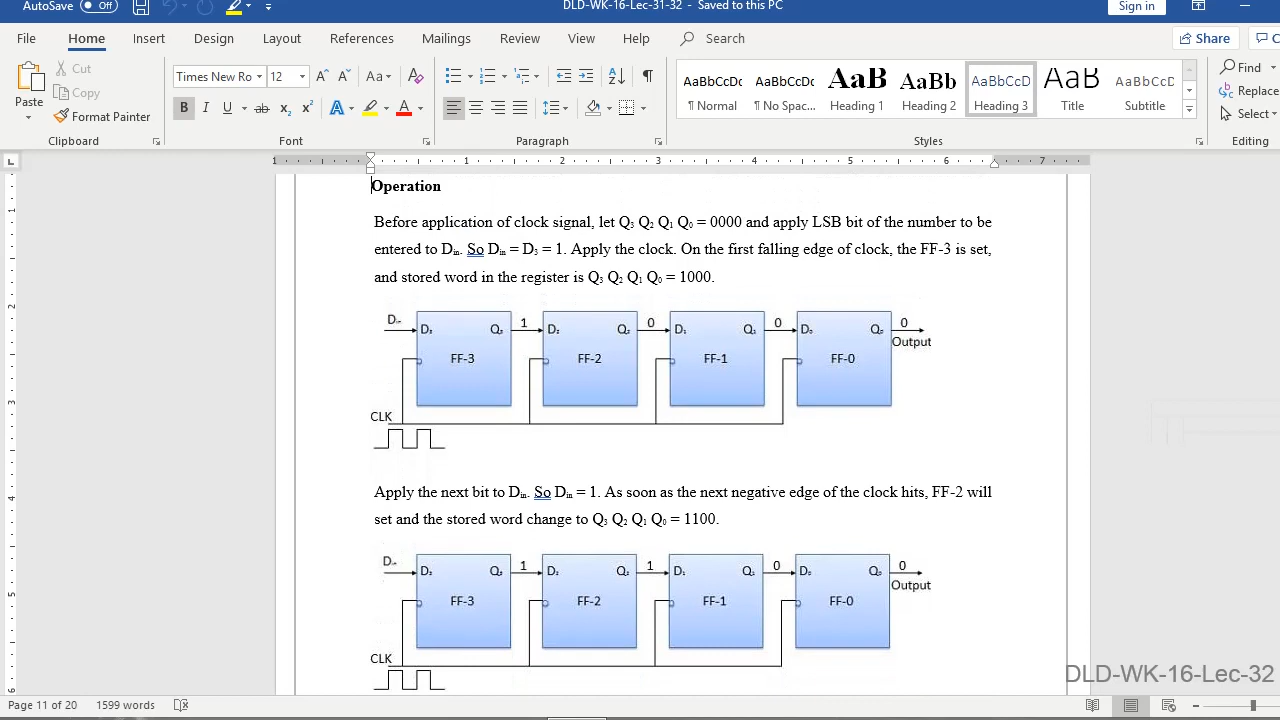 AutoSave Off DLD-WK-16-Lec-31-32 - Saved to this PC Sign in
File Home Insert Design Layout References Mailings Review View Help Search Share
Cut
Copy
Paste
Format Painter
Times New Ro 12
AaBbCcDc AaBbCcDc AaB AaBb AaBbCcD AaB AaBbCcD
¶ Normal ¶ No Spac... Heading 1 Heading 2 Heading 3 Title Subtitle
Find
Replace
Select
Clipboard Font Paragraph Styles Editing
1 1 2 3 4 5 6 7
Operation
Before application of clock signal, let Q₃ Q₂ Q₁ Q₀ = 0000 and apply LSB bit of the number to be
entered to Dᵢₙ. So Dᵢₙ = D₃ = 1. Apply the clock. On the first falling edge of clock, the FF-3 is set,
and stored word in the register is Q₃ Q₂ Q₁ Q₀ = 1000.
Dᵢₙ D₃ Q₃ 1 D₂ Q₂ 0 D₁ Q₁ 0 D₀ Q₀ 0
Output
FF-3 FF-2 FF-1 FF-0
CLK
Apply the next bit to Dᵢₙ. So Dᵢₙ = 1. As soon as the next negative edge of the clock hits, FF-2 will
set and the stored word change to Q₃ Q₂ Q₁ Q₀ = 1100.
Dᵢₙ D₃ Q₃ 1 D₂ Q₂ 1 D₁ Q₁ 0 D₀ Q₀ 0
Output
FF-3 FF-2 FF-1 FF-0
CLK
DLD-WK-16-Lec-32
Page 11 of 20 1599 words